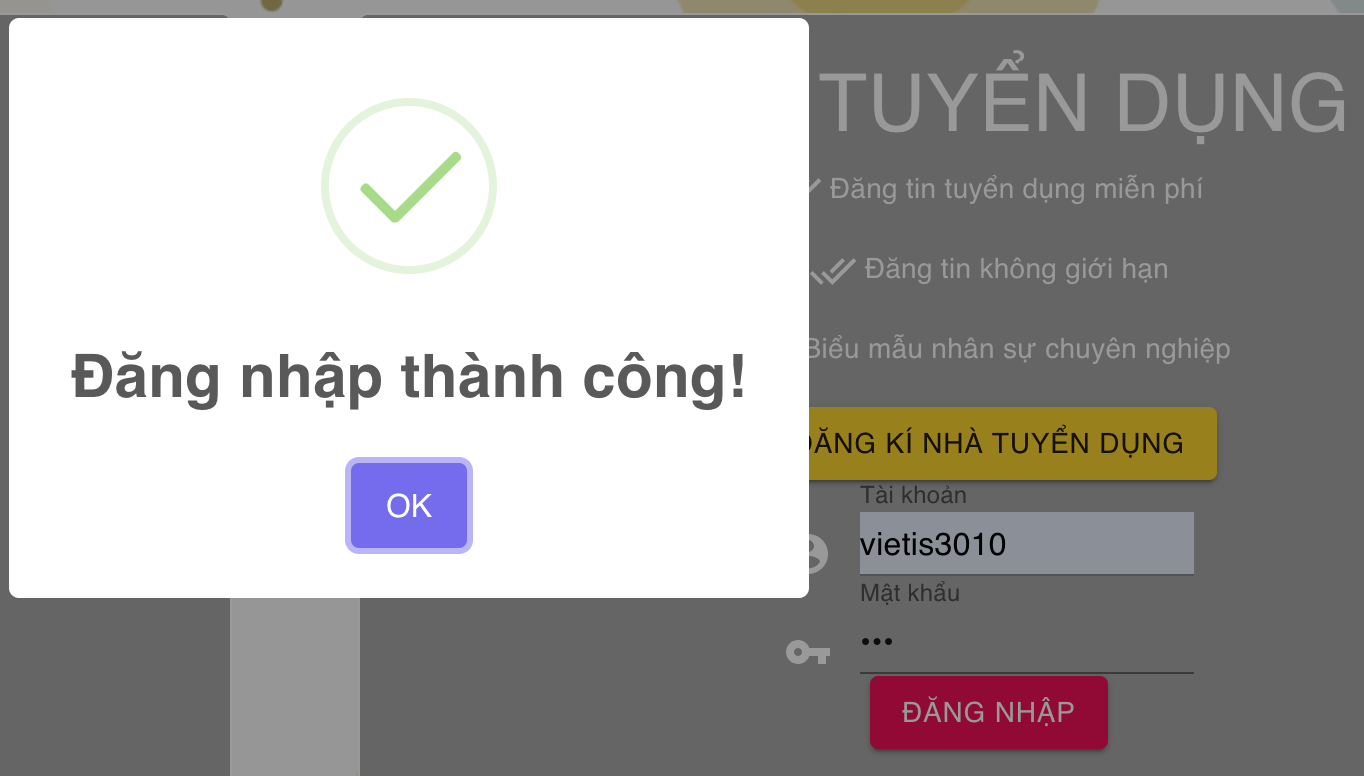 Đăng nhập thành công!
OK
TUYỂN DỤNG
Đăng tin tuyển dụng miễn phí
Đăng tin không giới hạn
Biểu mẫu nhân sự chuyên nghiệp
ĐĂNG KÍ NHÀ TUYỂN DỤNG
Tài khoản
vietis3010
Mật khẩu
•••
ĐĂNG NHẬP